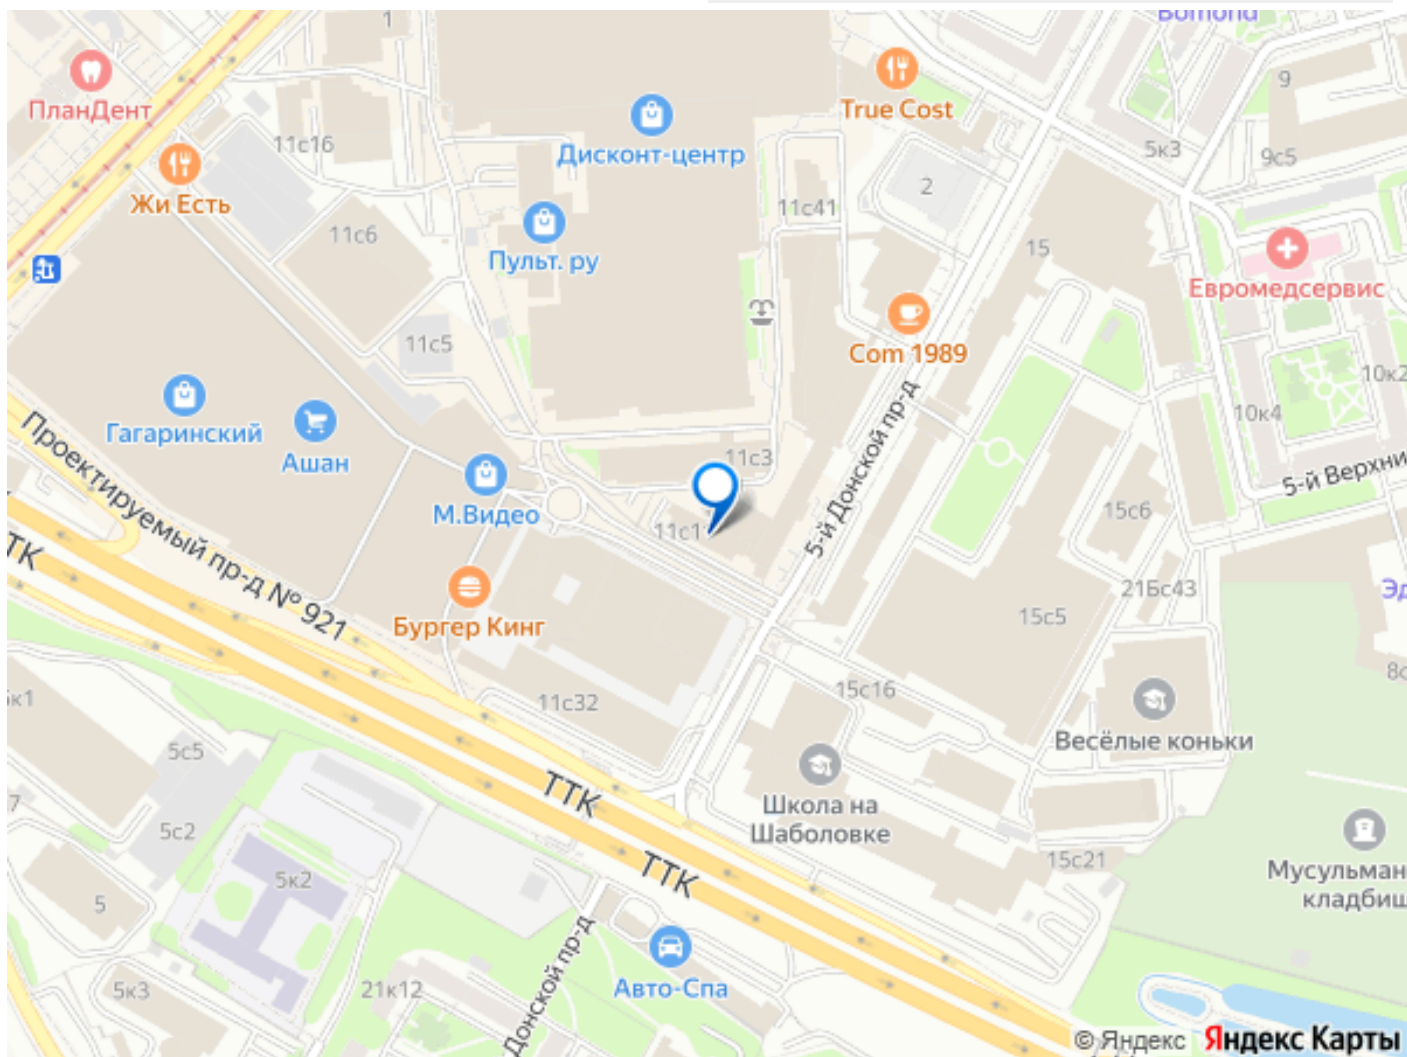 Bomond
1
ПланДент
True Cost
9
11с16
Дисконт-центр
5к3
9с5
Жи Есть
2
11с41
11с6
15
Пульт. ру
Евромедсервис
11с5
Com 1989
10к2
Гагаринский
10к4
Ашан
Проектируемый пр-д № 921
11с3
5-й Донской пр-д
5-й Верхни
М.Видео
15с6
11с1
ТК
21Бс43
Эд
Бургер Кинг
15с5
8с
5к1
15с16
11с32
5с5
Весёлые коньки
ТТК
Школа на
Шаболовке
7
5с2
ТТК
15с21
5к2
Мусульман
кладбищ
5
Донской пр-д
5к3
21к12
Авто-Спа
© Яндекс Яндекс Карты